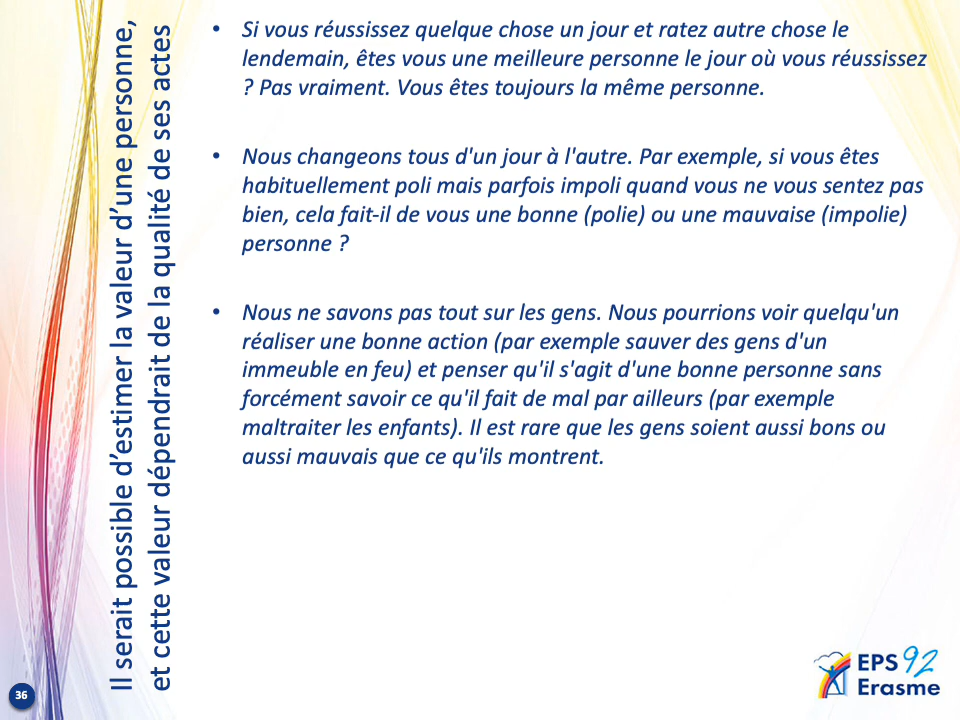 Il serait possible d’estimer la valeur d’une personne,
et cette valeur dépendrait de la qualité de ses actes
• Si vous réussissez quelque chose un jour et ratez autre chose le
lendemain, êtes vous une meilleure personne le jour où vous réussissez
? Pas vraiment. Vous êtes toujours la même personne.
• Nous changeons tous d'un jour à l'autre. Par exemple, si vous êtes
habituellement poli mais parfois impoli quand vous ne vous sentez pas
bien, cela fait-il de vous une bonne (polie) ou une mauvaise (impolie)
personne ?
• Nous ne savons pas tout sur les gens. Nous pourrions voir quelqu'un
réaliser une bonne action (par exemple sauver des gens d'un
immeuble en feu) et penser qu'il s'agit d'une bonne personne sans
forcément savoir ce qu'il fait de mal par ailleurs (par exemple
maltraiter les enfants). Il est rare que les gens soient aussi bons ou
aussi mauvais que ce qu'ils montrent.
36
EPS 92
Erasme